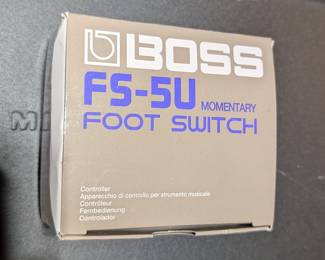 BOSS
FS-5U MOMENTARY
FOOT SWITCH
Controller
Apparecchio di controllo per strumento musicale
Contrôleur
Fernbedienung
Controlador